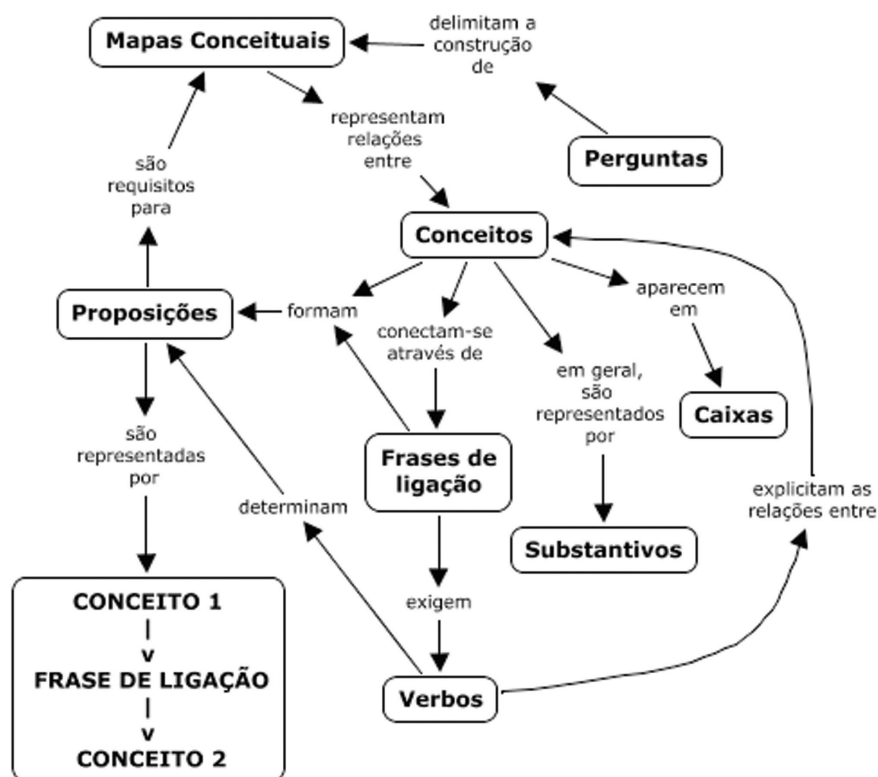 Mapas Conceituais
delimitam a
construção
de
representam
relações
entre
Perguntas
são
requisitos
para
Conceitos
Proposições
formam
conectam-se
através de
aparecem
em
em geral,
são
representados
por
Caixas
são
representadas
por
Frases de
ligação
explicitam as
relações entre
determinam
Substantivos
exigem
Verbos
CONCEITO 1
|
v
FRASE DE LIGAÇÃO
|
v
CONCEITO 2